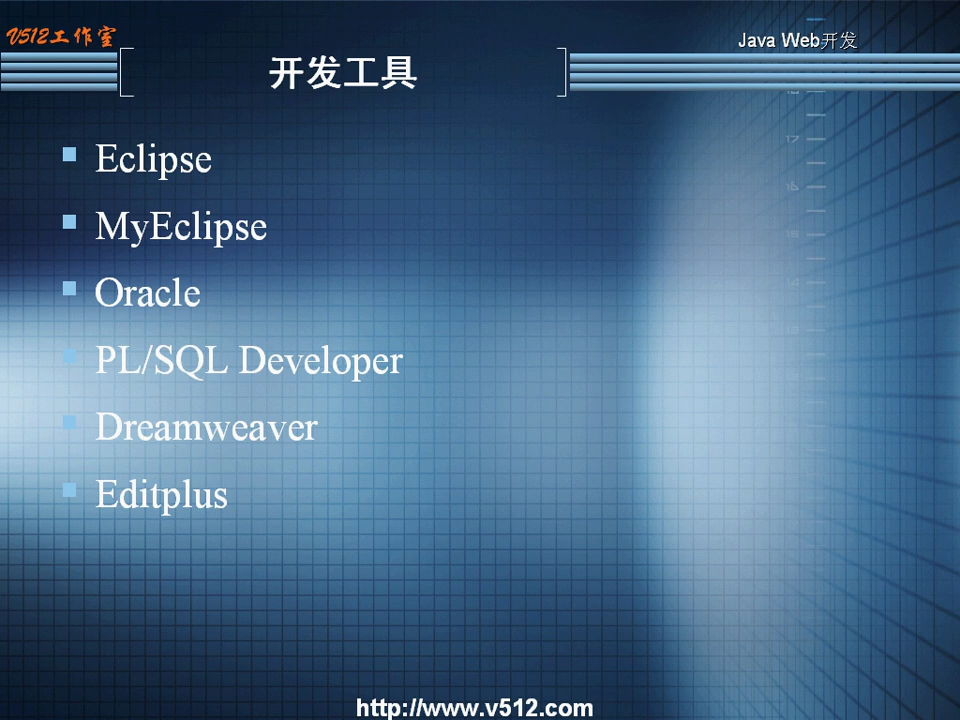 V512工作室
Java Web开发
开发工具
Eclipse
MyEclipse
Oracle
PL/SQL Developer
Dreamweaver
Editplus
http://www.v512.com